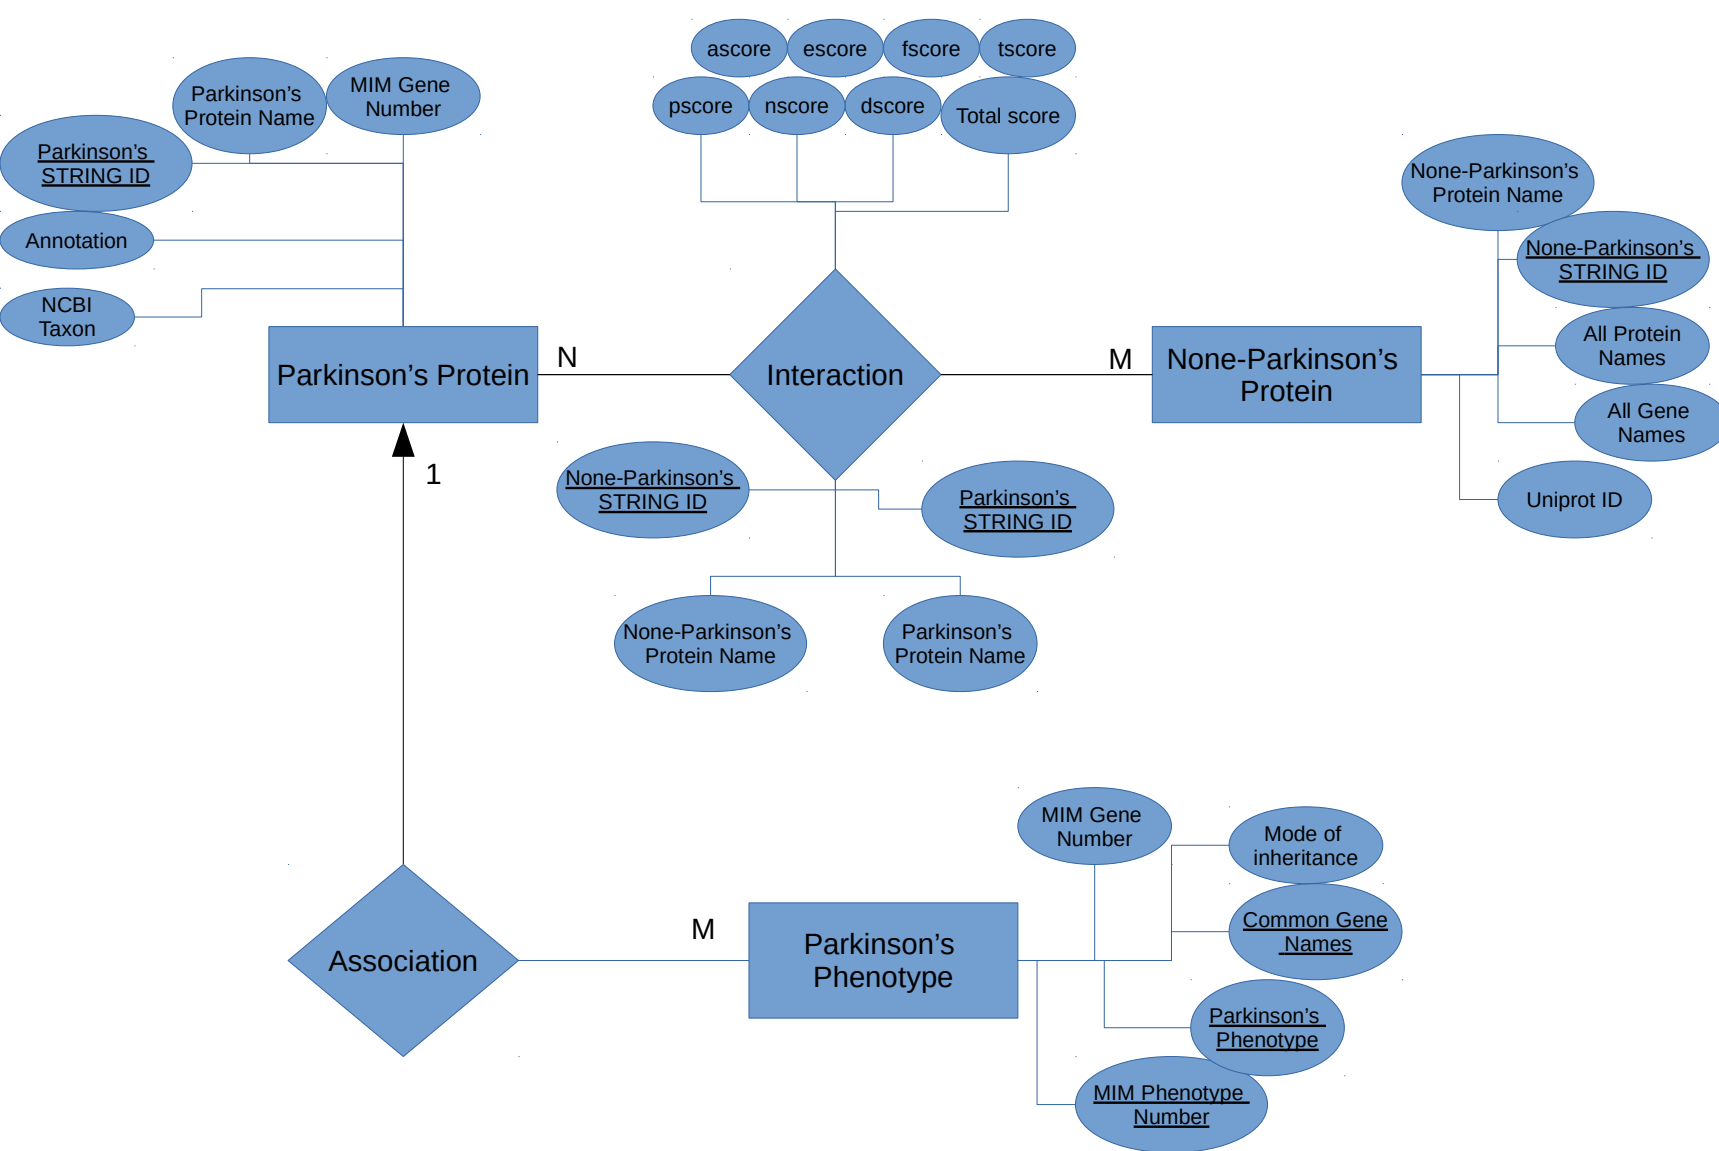 ascore
escore
fscore
tscore
pscore
nscore
dscore
Total score
Parkinson's
Protein Name
MIM Gene
Number
Parkinson's
STRING ID
Annotation
NCBI
Taxon
Parkinson's Protein
N
Interaction
M
None-Parkinson's
Protein
None-Parkinson's
Protein Name
None-Parkinson's
STRING ID
All Protein
Names
All Gene
Names
Uniprot ID
1
None-Parkinson's
STRING ID
Parkinson's
STRING ID
None-Parkinson's
Protein Name
Parkinson's
Protein Name
Association
M
Parkinson's
Phenotype
MIM Gene
Number
Mode of
inheritance
Common Gene
Names
Parkinson's
Phenotype
MIM Phenotype
Number